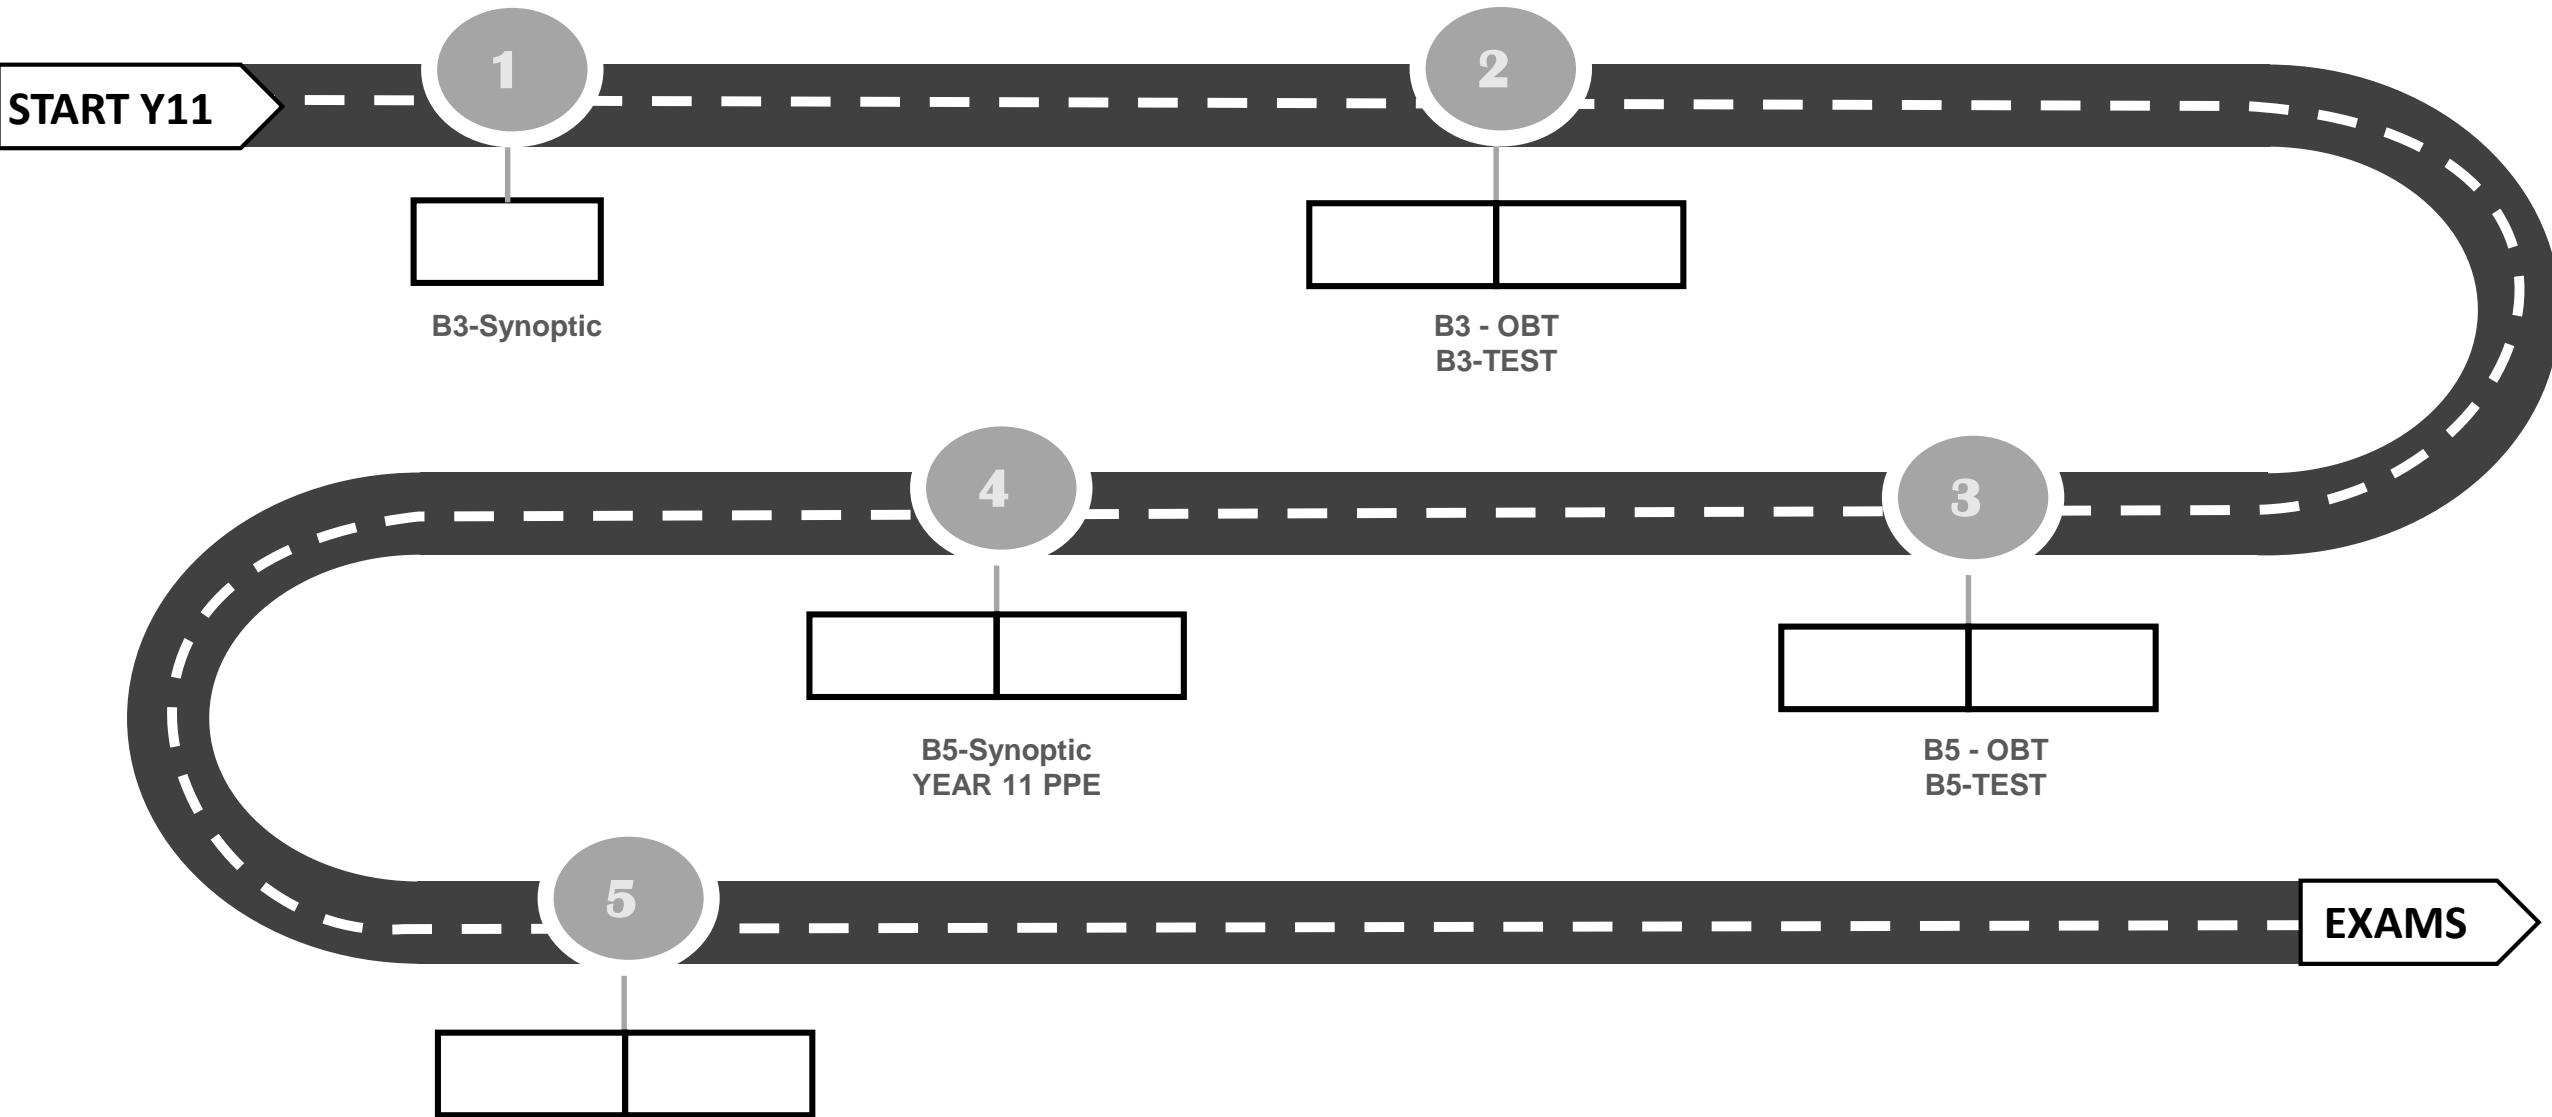 START Y11
1
2
B3-Synoptic
B3 - OBT
B3-TEST
3
4
B5 - OBT
B5-TEST
B5-Synoptic
YEAR 11 PPE
5
EXAMS